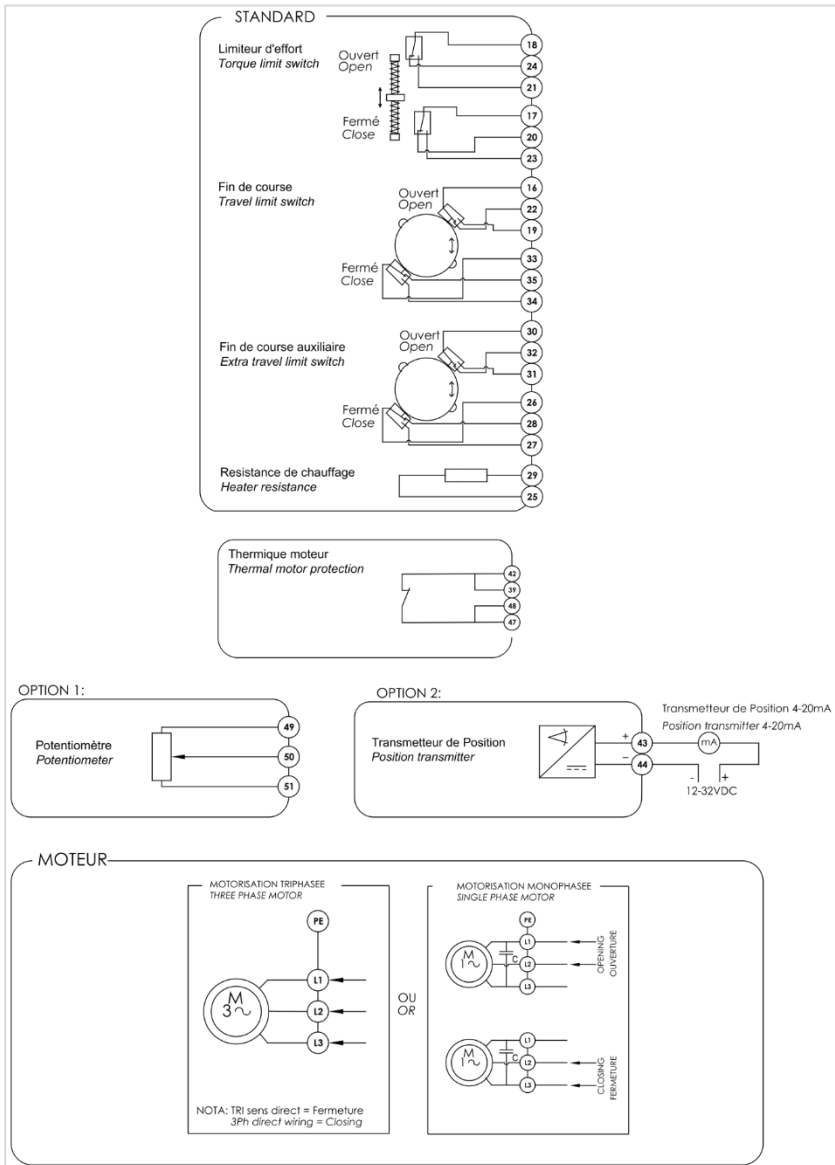 STANDARD
Limiteur d'effort
Torque limit switch
Ouvert
Open
Fermé
Close
18
24
21
17
20
23
Fin de course
Travel limit switch
Ouvert
Open
Fermé
Close
16
22
19
33
35
34
Fin de course auxiliaire
Extra travel limit switch
Ouvert
Open
Fermé
Close
30
32
31
26
28
27
Resistance de chauffage
Heater resistance
29
25
Thermique moteur
Thermal motor protection
42
39
48
47
OPTION 1:
Potentiomètre
Potentiometer
49
50
51
OPTION 2:
Transmetteur de Position
Position transmitter
+
43
−
44
Transmetteur de Position 4-20mA
Position transmitter 4-20mA
mA
- +
12-32VDC
MOTEUR
MOTORISATION TRIPHASEE
THREE PHASE MOTOR
PE
M
3~
L1
L2
L3
NOTA: TRI sens direct = Fermeture
3Ph direct wiring = Closing
OU
OR
MOTORISATION MONOPHASEE
SINGLE PHASE MOTOR
PE
M
1~
C
L1
L2
L3
OPENING
OUVERTURE
M
1~
C
L1
L2
L3
CLOSING
FERMETURE